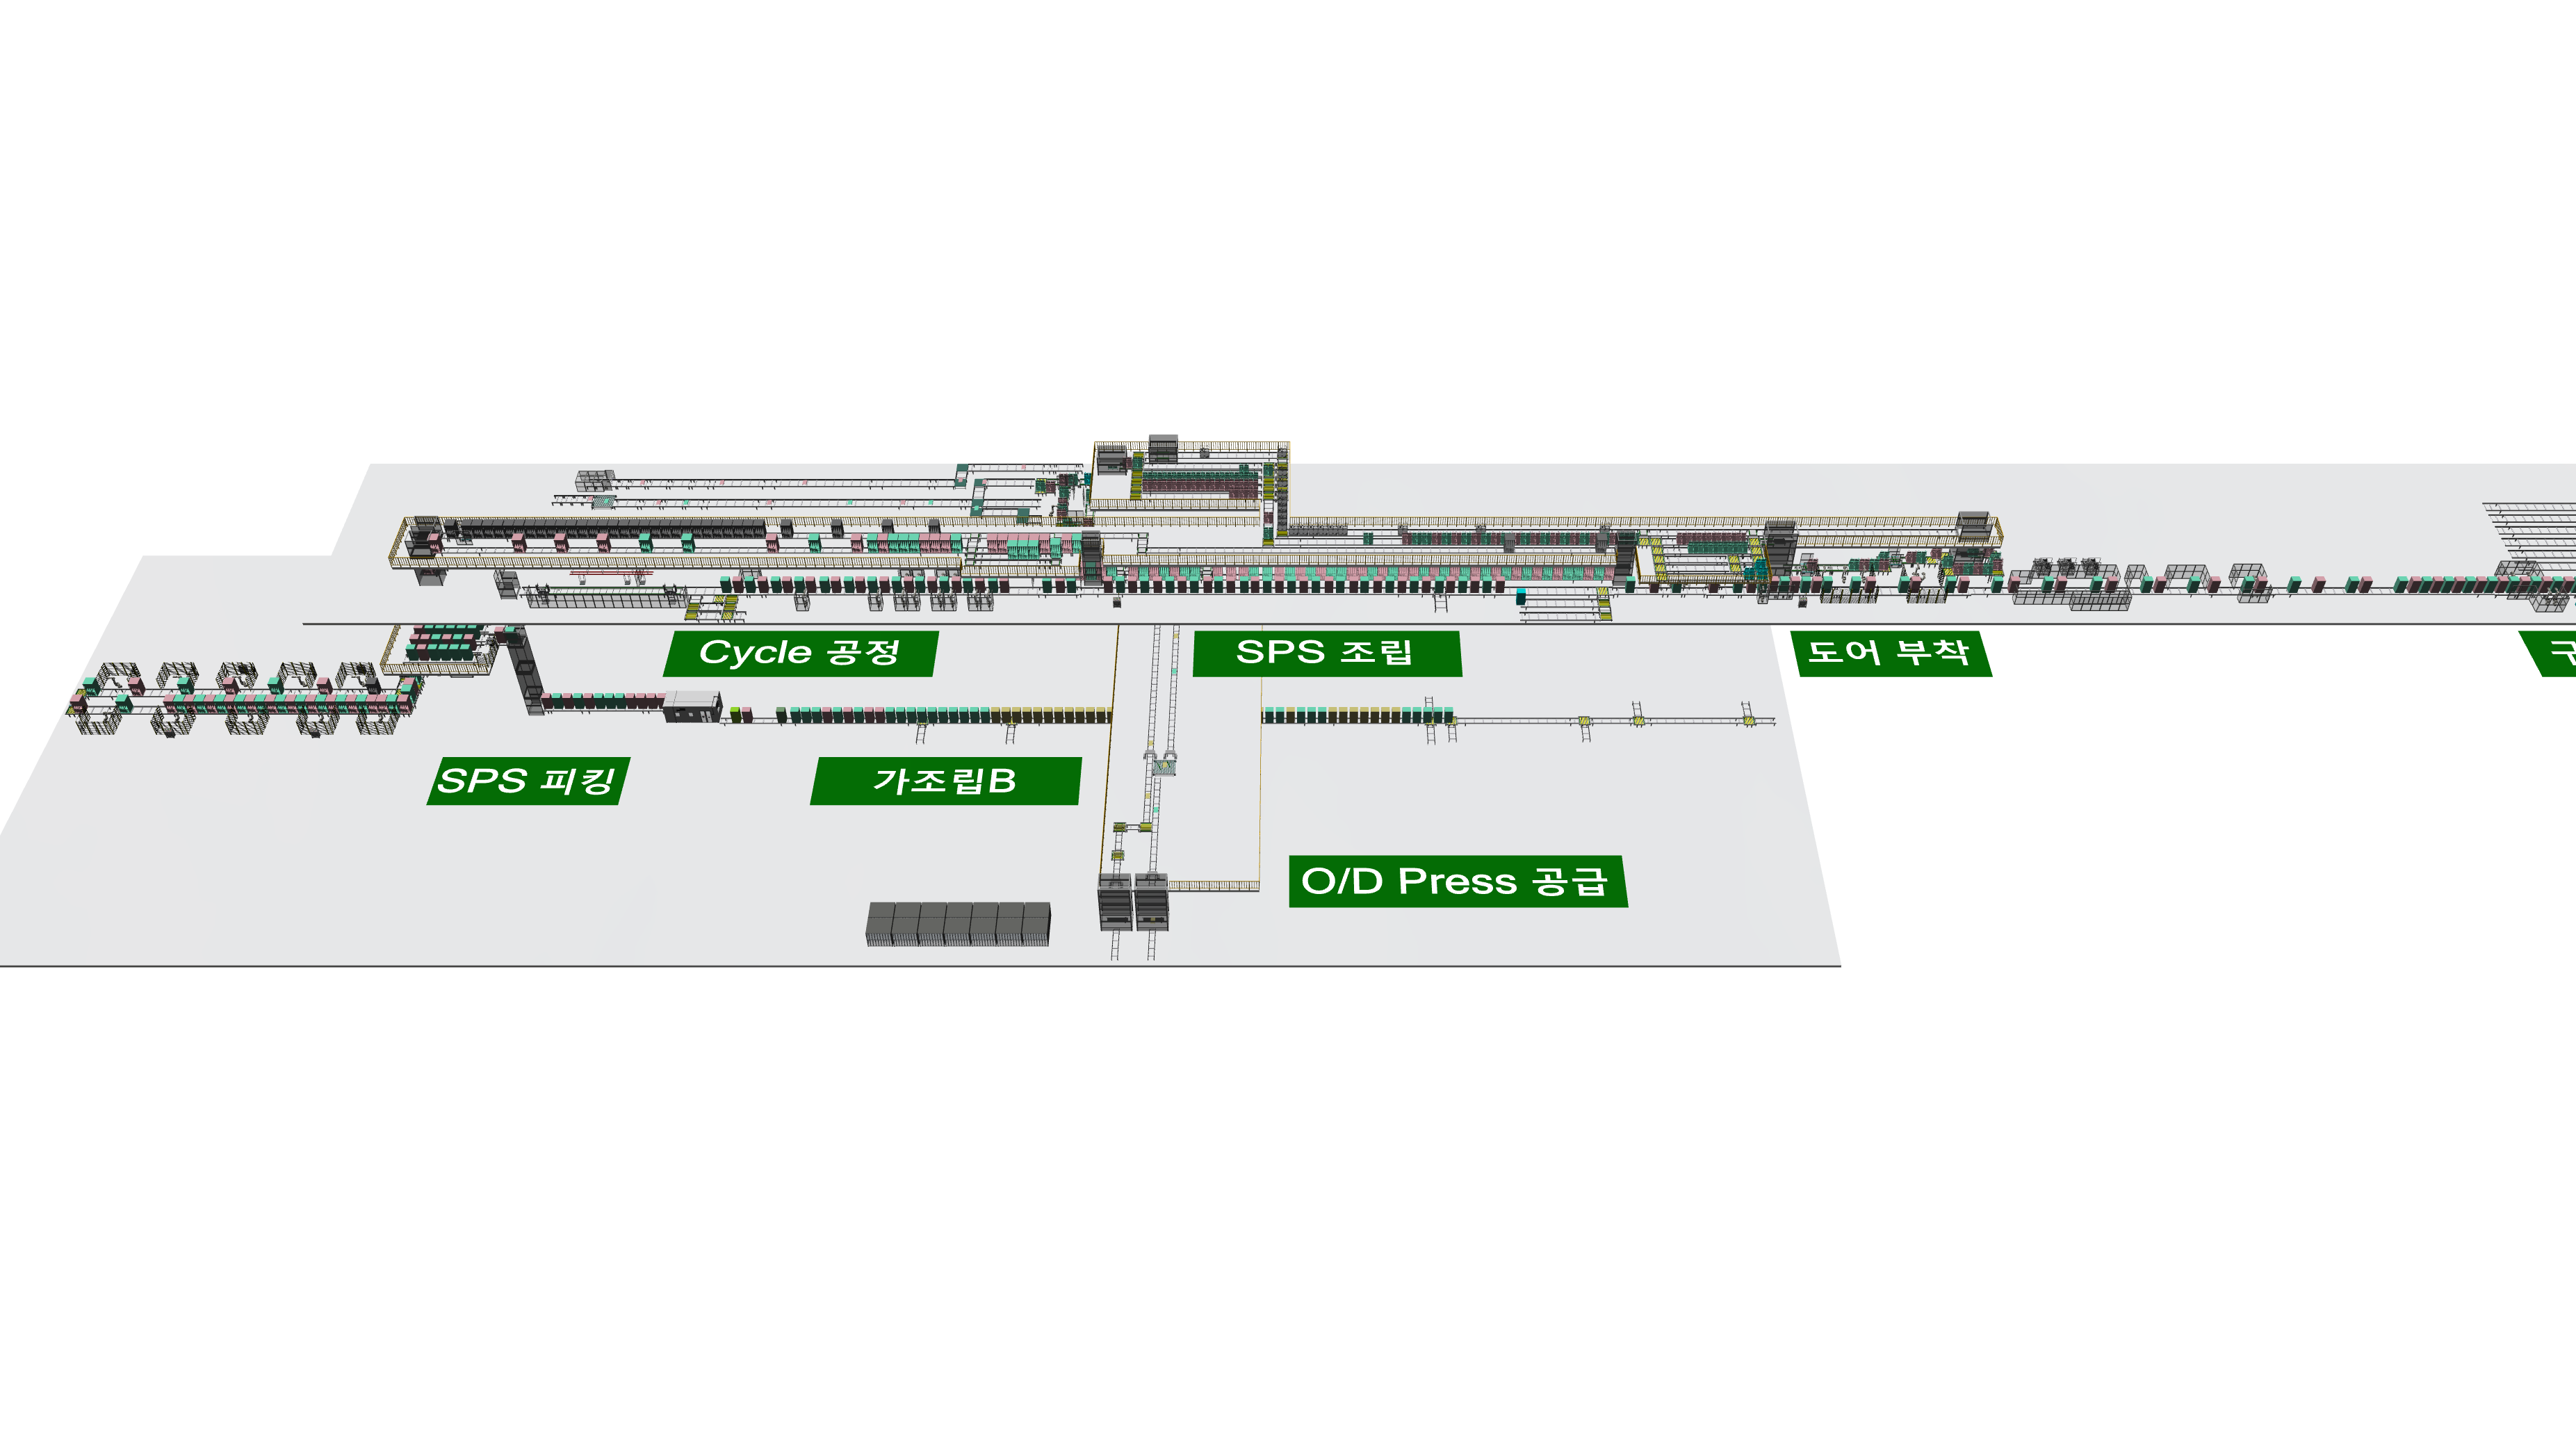 Cycle 공정
SPS 조립
도어 부착
SPS 피킹
가조립B
O/D Press 공급